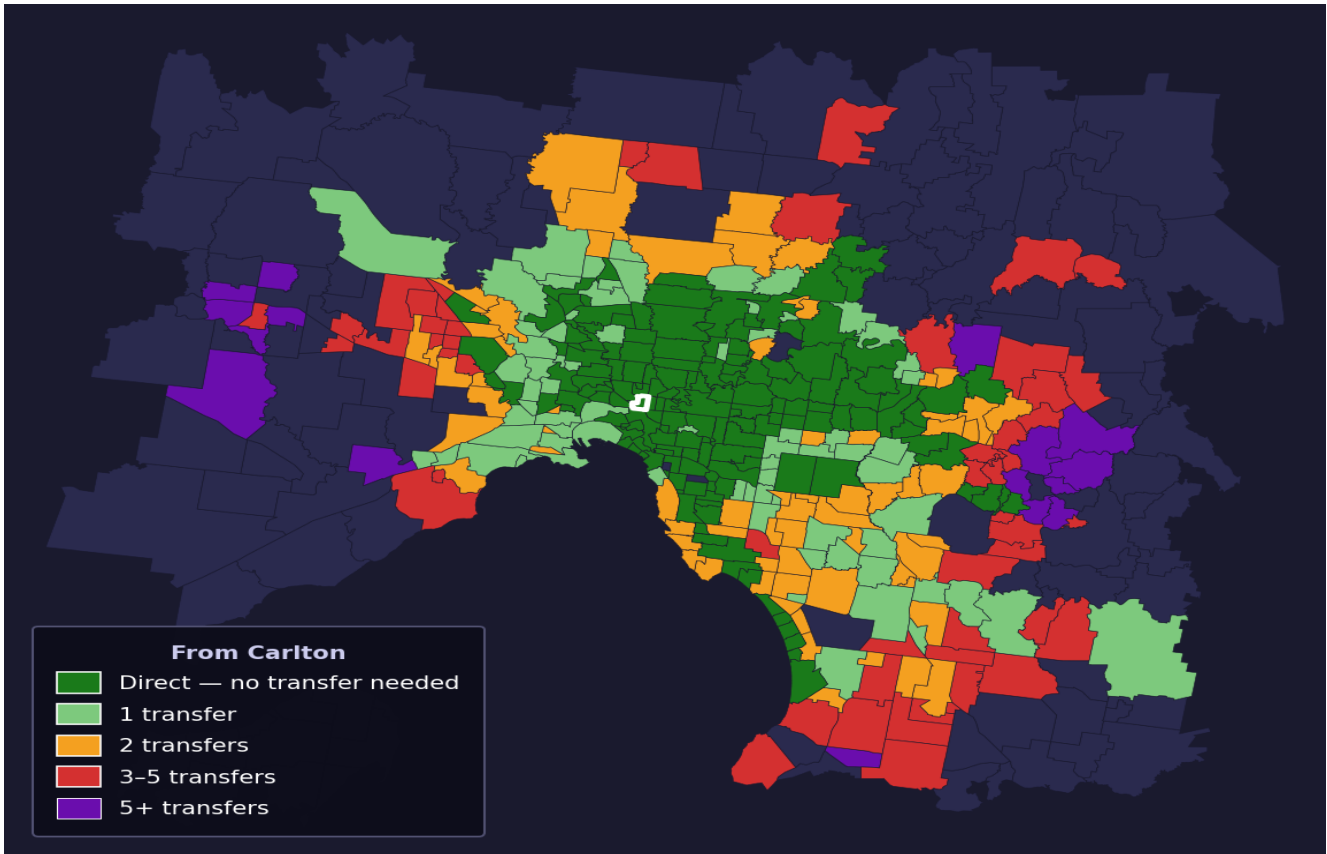 From Carlton
Direct — no transfer needed
1 transfer
2 transfers
3–5 transfers
5+ transfers